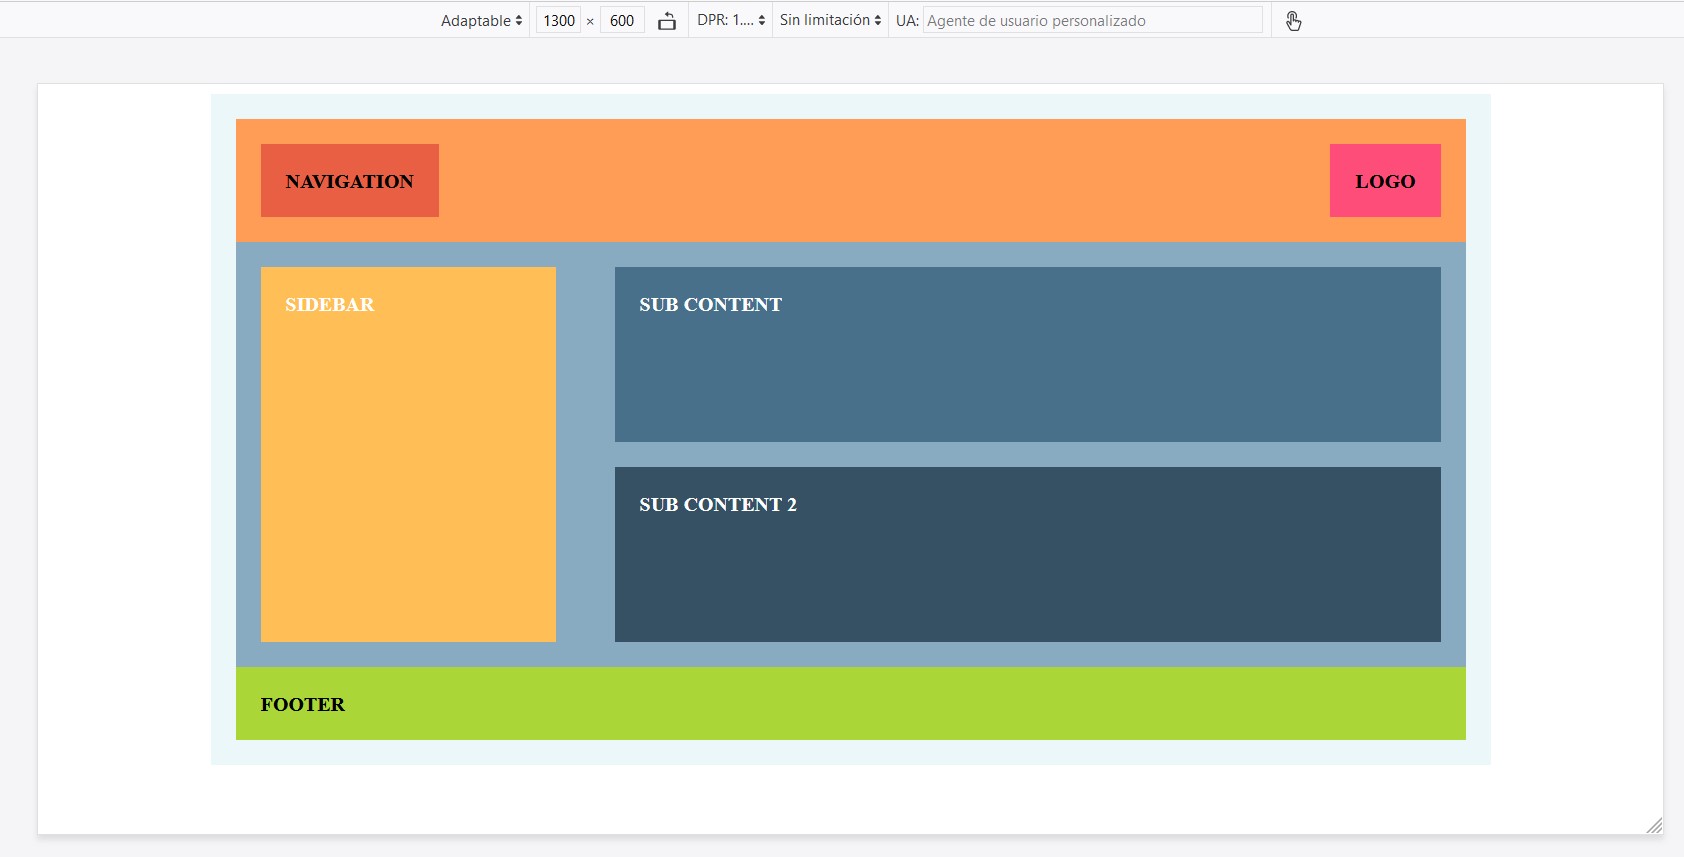 Adaptable 1300 × 600 DPR: 1.... Sin limitación UA: Agente de usuario personalizado
NAVIGATION LOGO
SIDEBAR SUB CONTENT
SUB CONTENT 2
FOOTER